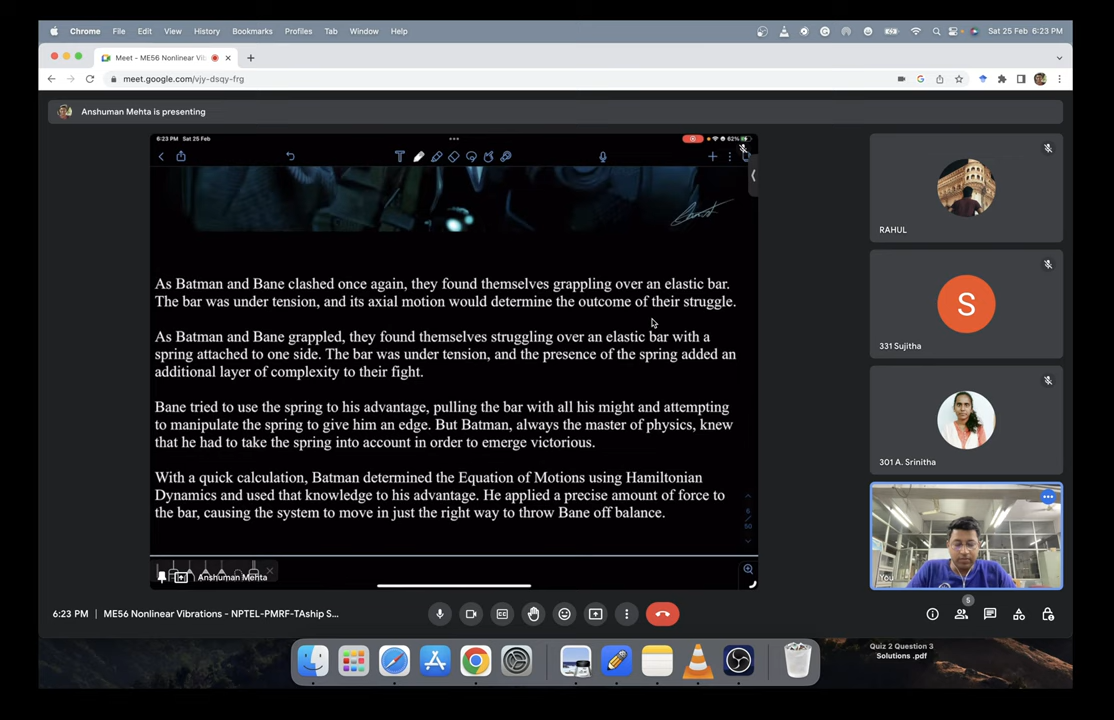 Chrome File Edit View History Bookmarks Profiles Tab Window Help Sat 25 Feb 6:23 PM
Meet - ME56 Nonlinear Vib
meet.google.com/vjy-dsqy-frg
Anshuman Mehta is presenting
6:23 PM Sat 25 Feb 62%
As Batman and Bane clashed once again, they found themselves grappling over an elastic bar.
The bar was under tension, and its axial motion would determine the outcome of their struggle.
As Batman and Bane grappled, they found themselves struggling over an elastic bar with a
spring attached to one side. The bar was under tension, and the presence of the spring added an
additional layer of complexity to their fight.
Bane tried to use the spring to his advantage, pulling the bar with all his might and attempting
to manipulate the spring to give him an edge. But Batman, always the master of physics, knew
that he had to take the spring into account in order to emerge victorious.
With a quick calculation, Batman determined the Equation of Motions using Hamiltonian
Dynamics and used that knowledge to his advantage. He applied a precise amount of force to
the bar, causing the system to move in just the right way to throw Bane off balance.
6
/
50
Anshuman Mehta
RAHUL
S
331 Sujitha
301 A. Srinitha
You
6:23 PM | ME56 Nonlinear Vibrations - NPTEL-PMRF-TAship S...
5
Quiz 2 Question 3
Solutions .pdf